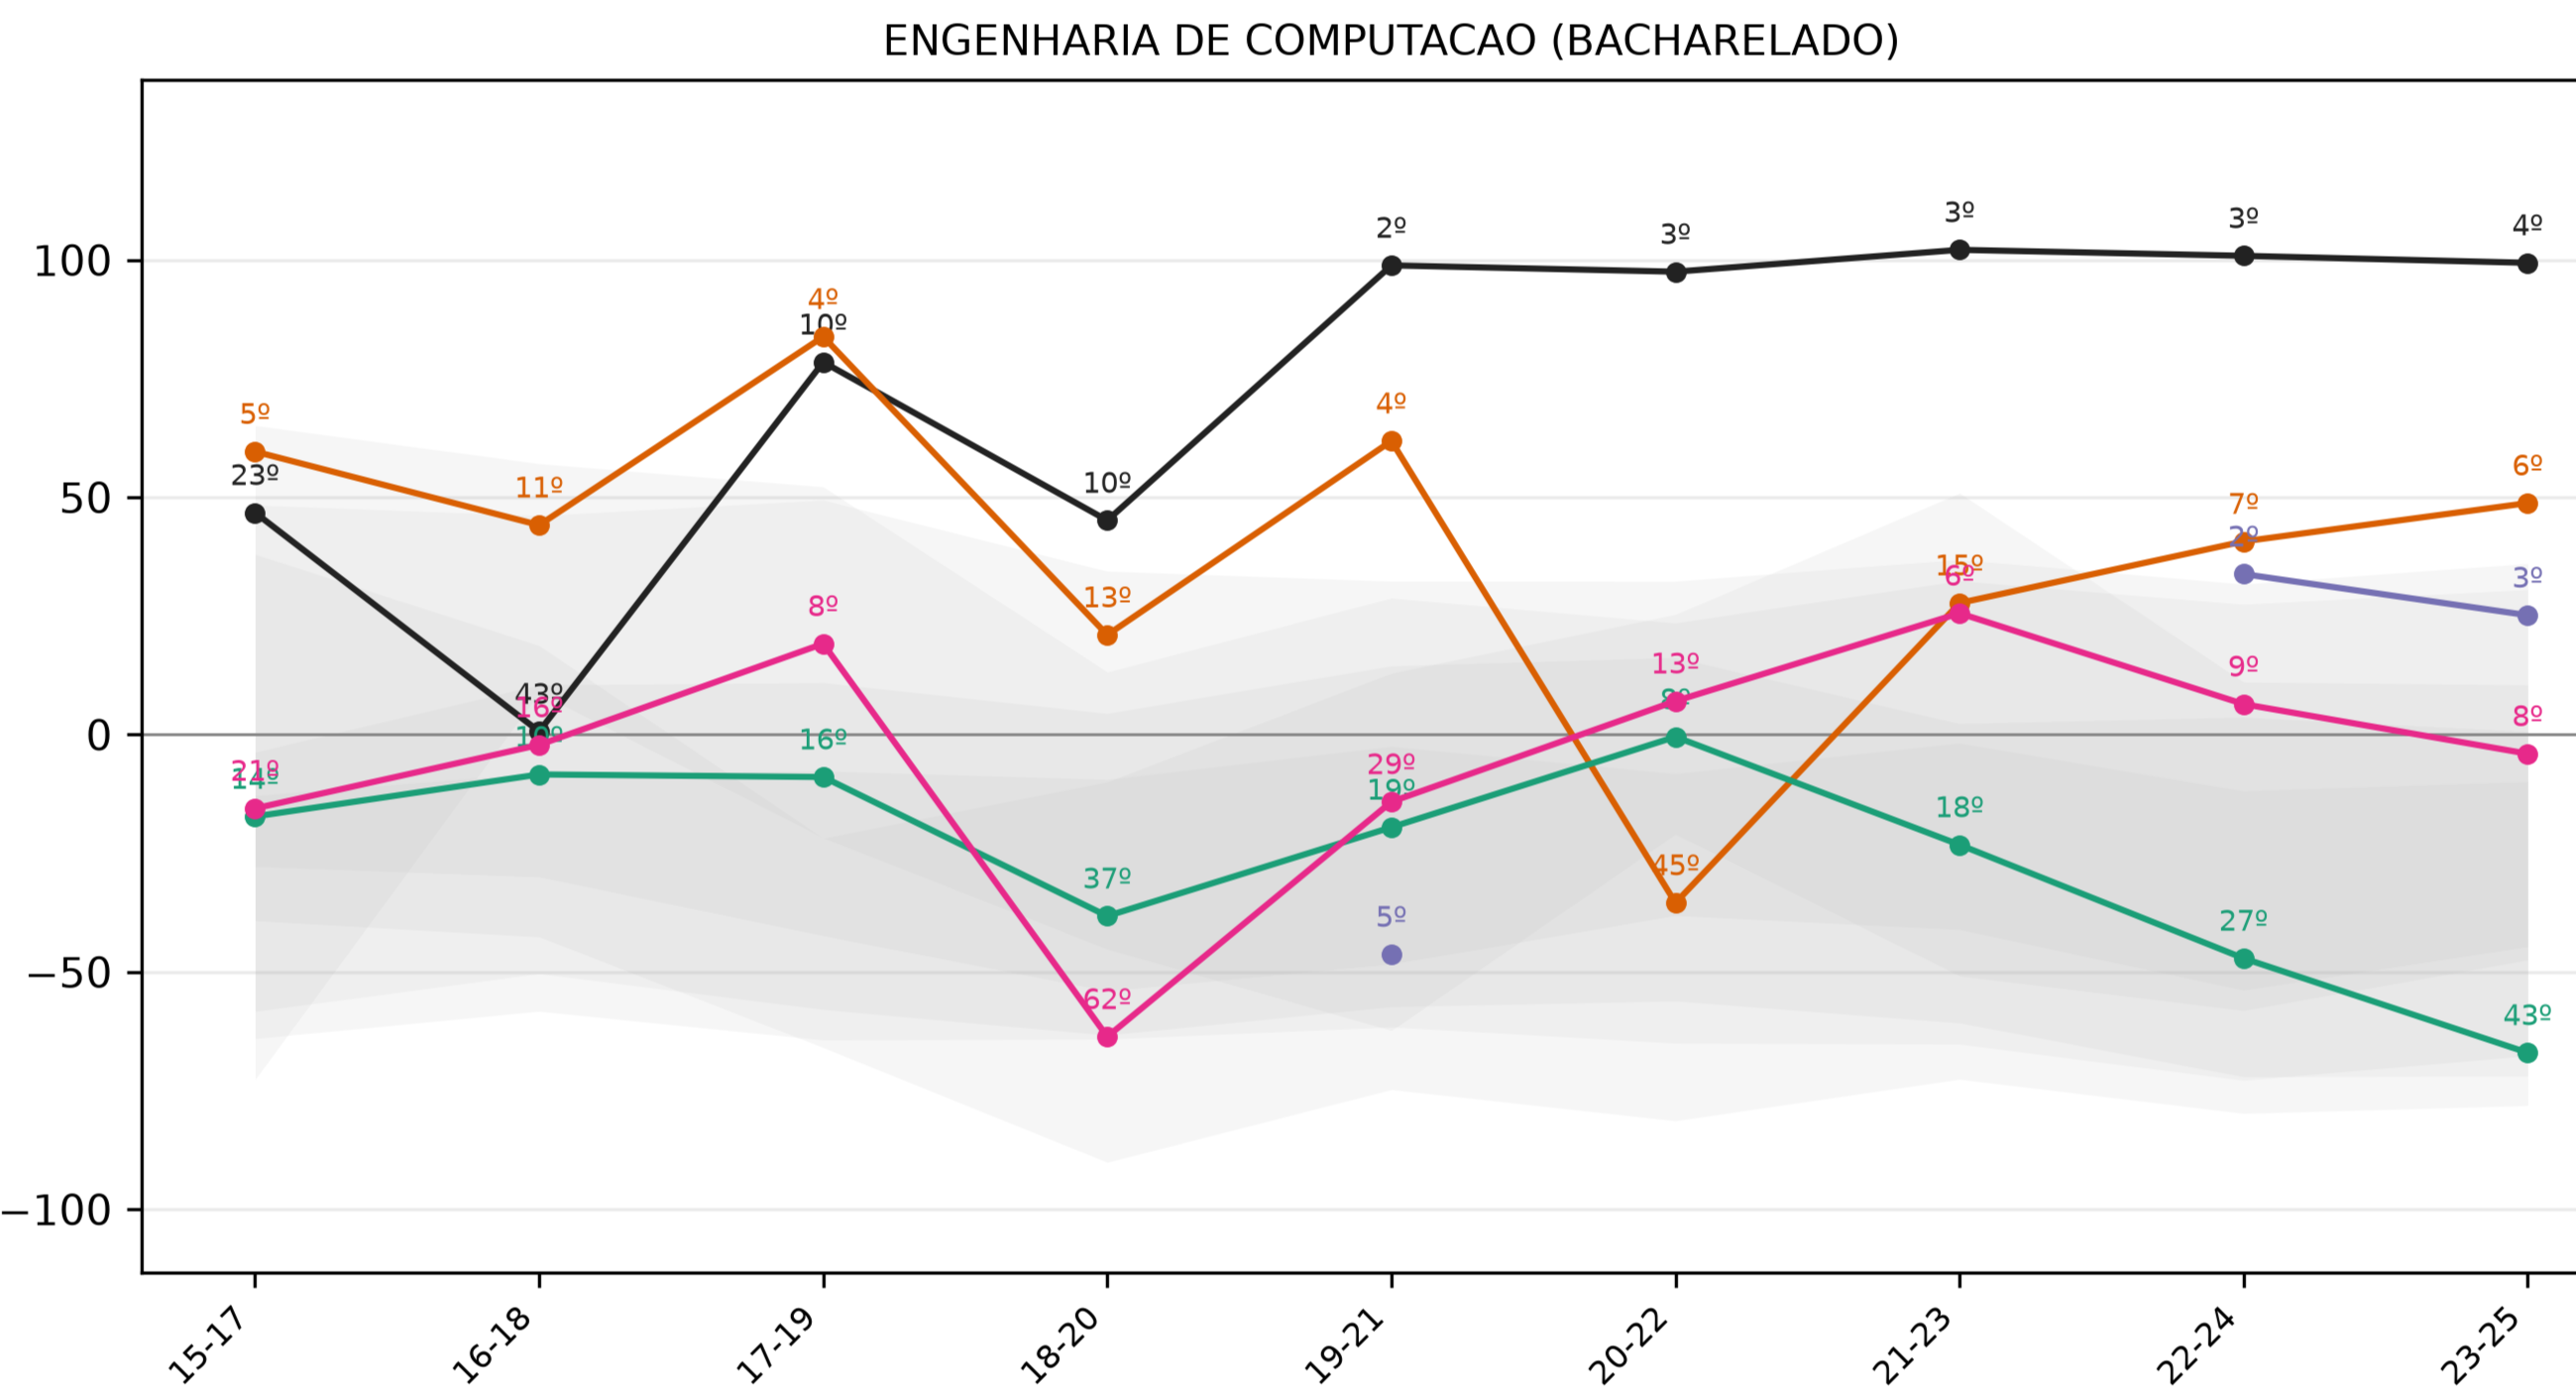 ENGENHARIA DE COMPUTACAO (BACHARELADO)
3º 3º 4º
2º 3º
100
4º
10º
5º 4º
23º 11º 10º 6º
50 7º
2º
13º 15º 3º
6º
8º
43º 16º 13º 9º 8º
8º
0 16º
21º 29º
14º 19º 18º
37º 45º
5º 27º
−50
62º 43º
−100
15-17 16-18 17-19 18-20 19-21 20-22 21-23 22-24 23-25